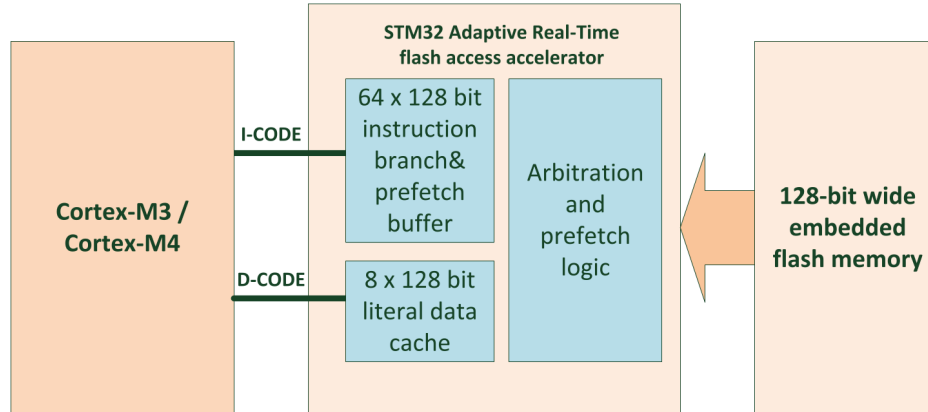 STM32 Adaptive Real-Time
flash access accelerator
64 x 128 bit
instruction
branch&
prefetch
buffer
I-CODE
Arbitration
and
prefetch
logic
Cortex-M3 /
Cortex-M4
128-bit wide
embedded
flash memory
D-CODE
8 x 128 bit
literal data
cache